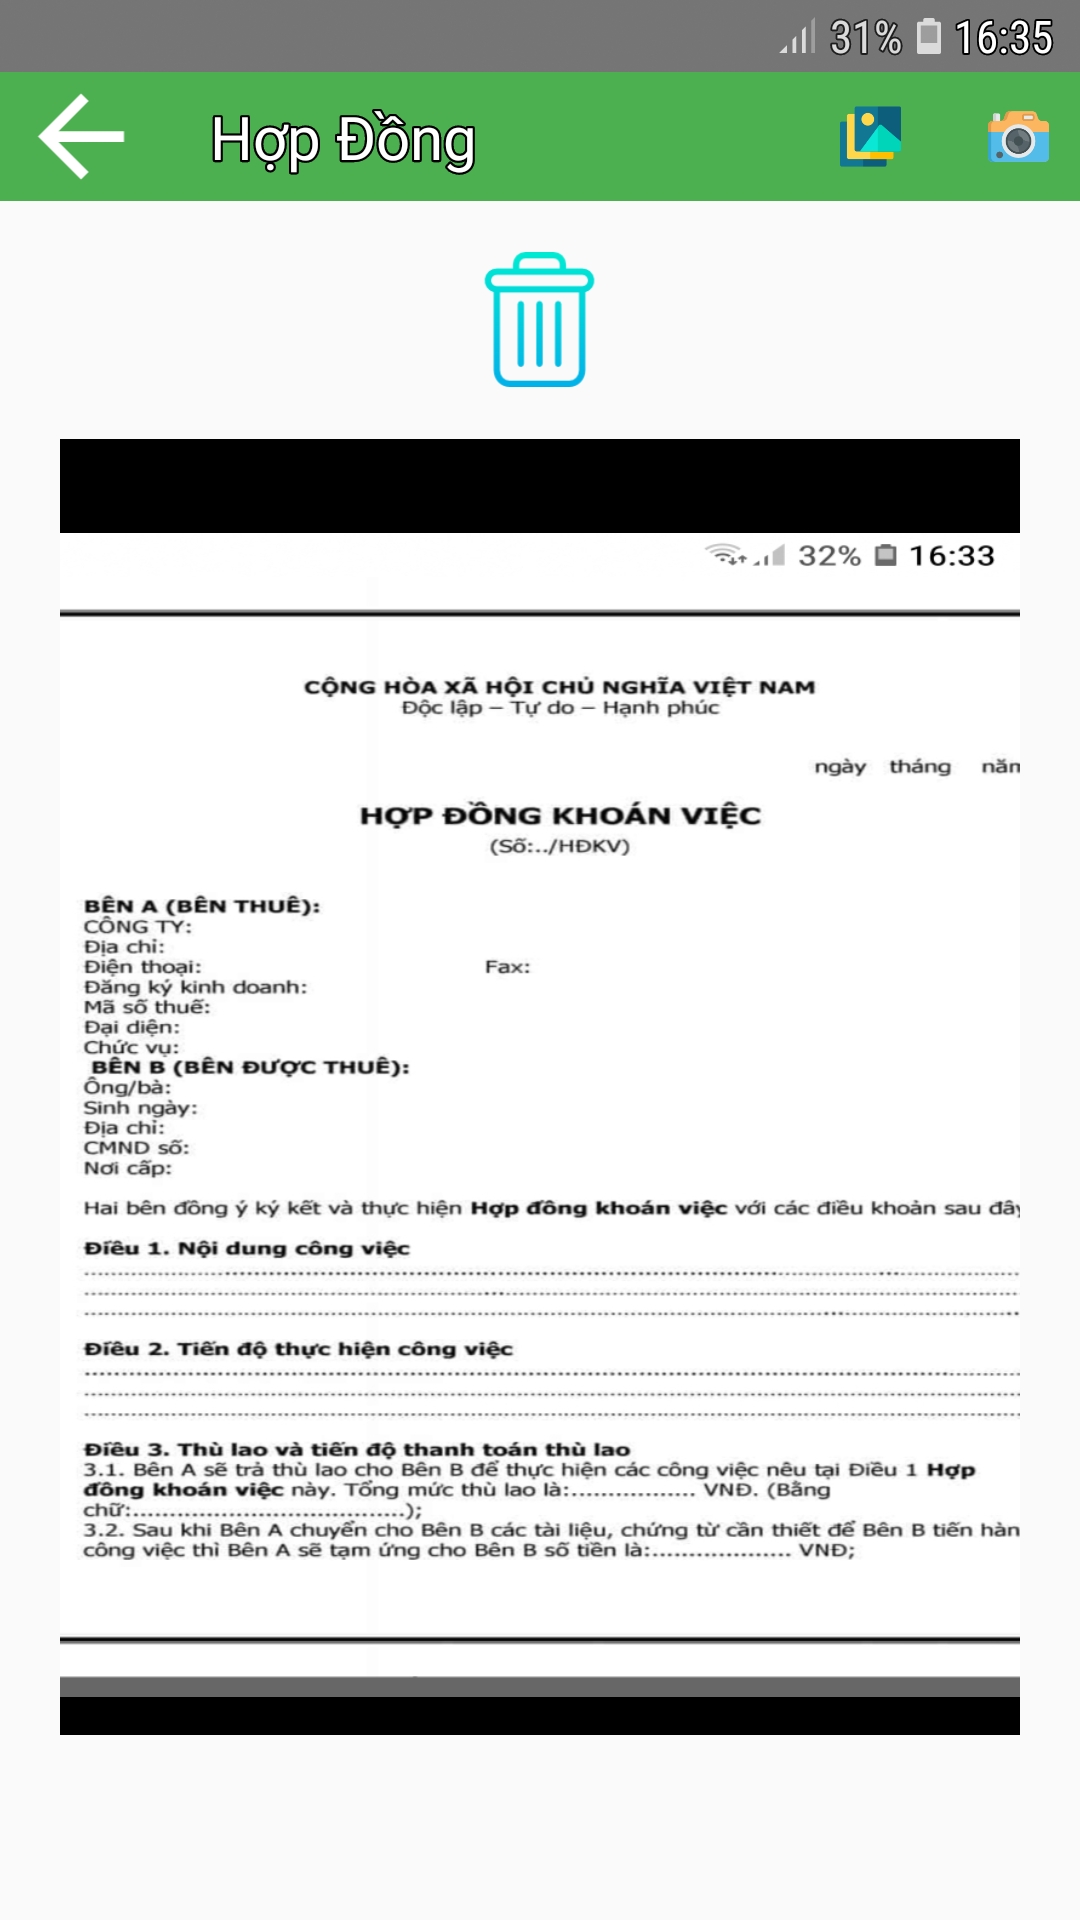 31% 16:35
Hợp Đồng
32% 16:33
CỘNG HÒA XÃ HỘI CHỦ NGHĨA VIỆT NAM
Độc lập – Tự do – Hạnh phúc
ngày tháng năm
HỢP ĐỒNG KHOÁN VIỆC
(Số:../HĐKV)
BÊN A (BÊN THUÊ):
CÔNG TY:
Địa chỉ:
Điện thoại: Fax:
Đăng ký kinh doanh:
Mã số thuế:
Đại diện:
Chức vụ:
BÊN B (BÊN ĐƯỢC THUÊ):
Ông/bà:
Sinh ngày:
Địa chỉ:
CMND số:
Nơi cấp:
Hai bên đồng ý ký kết và thực hiện Hợp đồng khoán việc với các điều khoản sau đây
Điều 1. Nội dung công việc
Điều 2. Tiến độ thực hiện công việc
Điều 3. Thù lao và tiến độ thanh toán thù lao
3.1. Bên A sẽ trả thù lao cho Bên B để thực hiện các công việc nêu tại Điều 1 Hợp
đồng khoán việc này. Tổng mức thù lao là:................. VNĐ. (Bằng
chữ:.....................................);
3.2. Sau khi Bên A chuyển cho Bên B các tài liệu, chứng từ cần thiết để Bên B tiến hàn
công việc thì Bên A sẽ tạm ứng cho Bên B số tiền là:................... VNĐ;